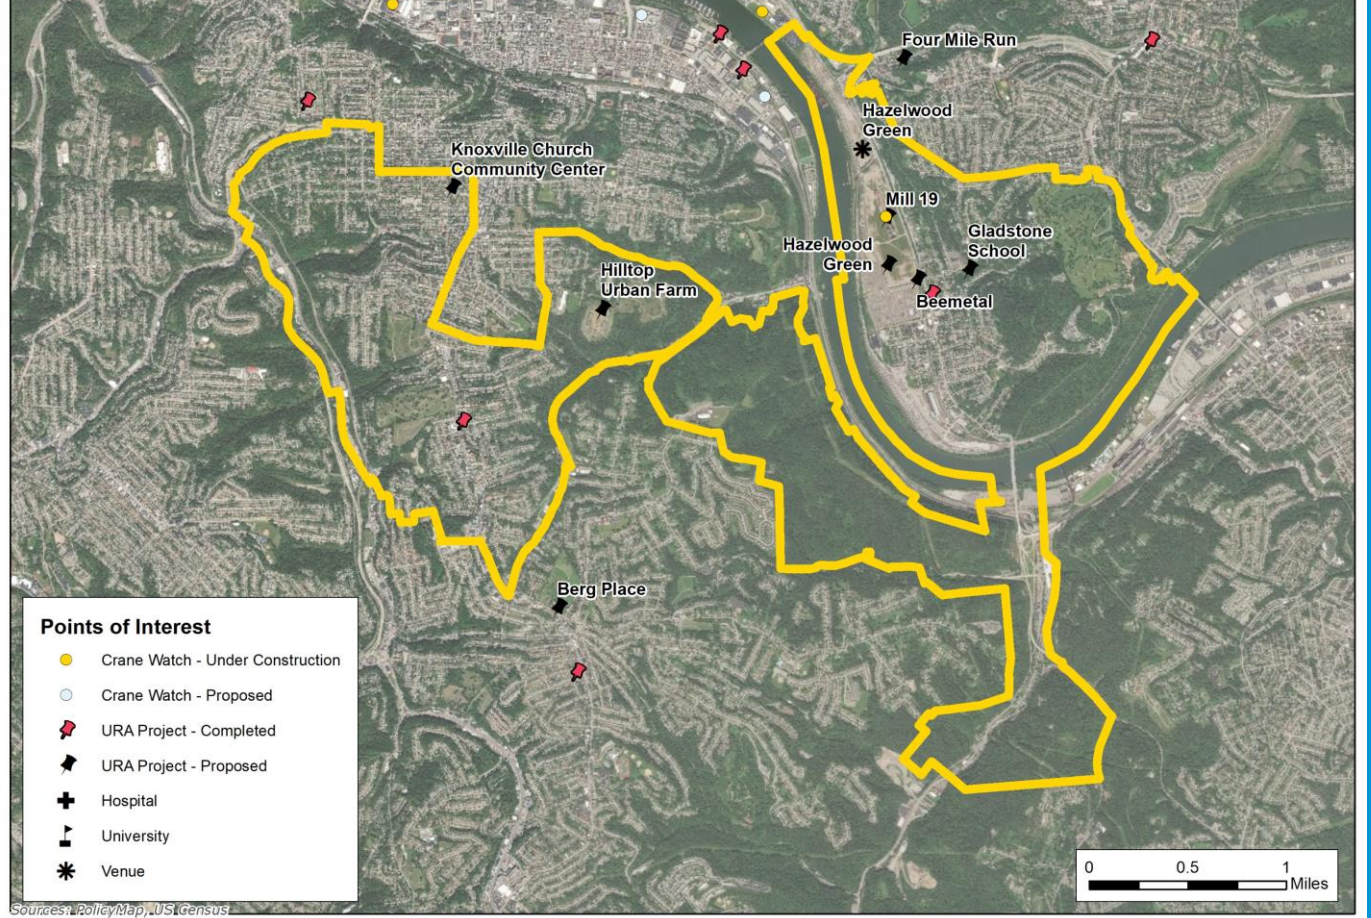 Four Mile Run
Hazelwood
Green
Knoxville Church
Community Center
Mill 19
Gladstone
School
Hazelwood
Green
Hilltop
Urban Farm
Beemetal
Berg Place
Points of Interest
Crane Watch - Under Construction
Crane Watch - Proposed
URA Project - Completed
URA Project - Proposed
Hospital
University
Venue
0 0.5 1
Miles
Sources: PolicyMap, US Census